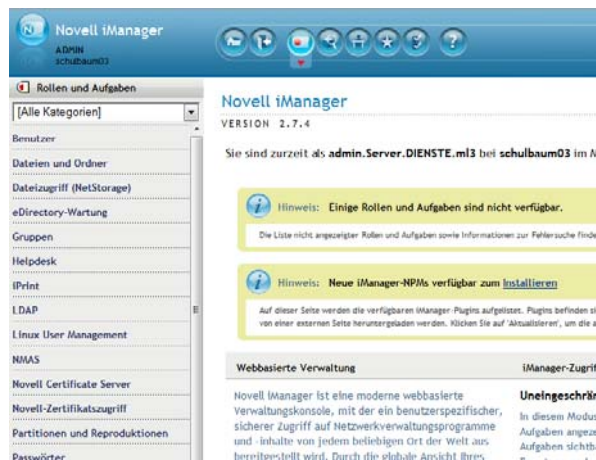 Novell iManager
ADMIN
schulbaum03
Rollen und Aufgaben
[Alle Kategorien]
Benutzer
Dateien und Ordner
Dateizugriff (NetStorage)
eDirectory-Wartung
Gruppen
Helpdesk
iPrint
LDAP
Linux User Management
NMAS
Novell Certificate Server
Novell-Zertifikatszugriff
Partitionen und Reproduktionen
Passwörter
Novell iManager
VERSION 2.7.4
Sie sind zurzeit als admin.Server.DIENSTE.ml3 bei schulbaum03 im
Hinweis: Einige Rollen und Aufgaben sind nicht verfügbar.
Die Liste nicht angezeigter Rollen und Aufgaben sowie Informationen zur Fehlersuche finde
Hinweis: Neue iManager-NPMs verfügbar zum Installieren
Auf dieser Seite werden die verfügbaren iManager-Plugins aufgelistet. Plugins befinden si
von einer externen Seite heruntergeladen werden. Klicken Sie auf 'Aktualisieren', um die a
Webbasierte Verwaltung
Novell iManager ist eine moderne webbasierte
Verwaltungskonsole, mit der ein benutzerspezifischer,
sicherer Zugriff auf Netzwerkverwaltungsprogramme
und -inhalte von jedem beliebigen Ort der Welt aus
bereitgestellt wird. Durch die globale Ansicht Ihres
iManager-Zugrif
Uneingeschrän
In diesem Modus
Aufgaben angeze
Aufgaben sichtba